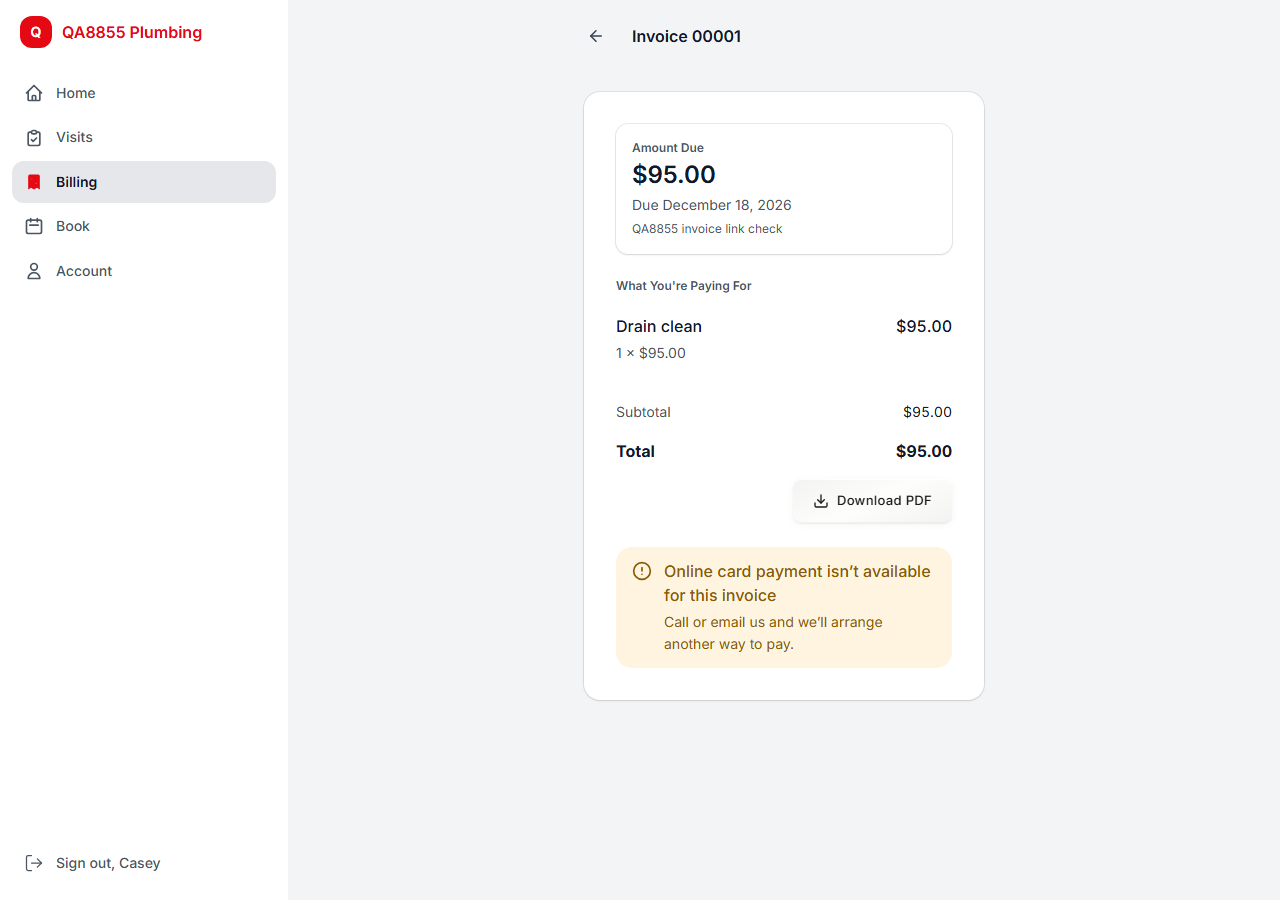 Q
QA8855 Plumbing
Home
Visits
Billing
Book
Account
Sign out, Casey
Invoice 00001
Amount Due
$95.00
Due December 18, 2026
QA8855 invoice link check
What You're Paying For
Drain clean $95.00
1 × $95.00
Subtotal $95.00
Total $95.00
Download PDF
Online card payment isn’t available
for this invoice
Call or email us and we’ll arrange
another way to pay.